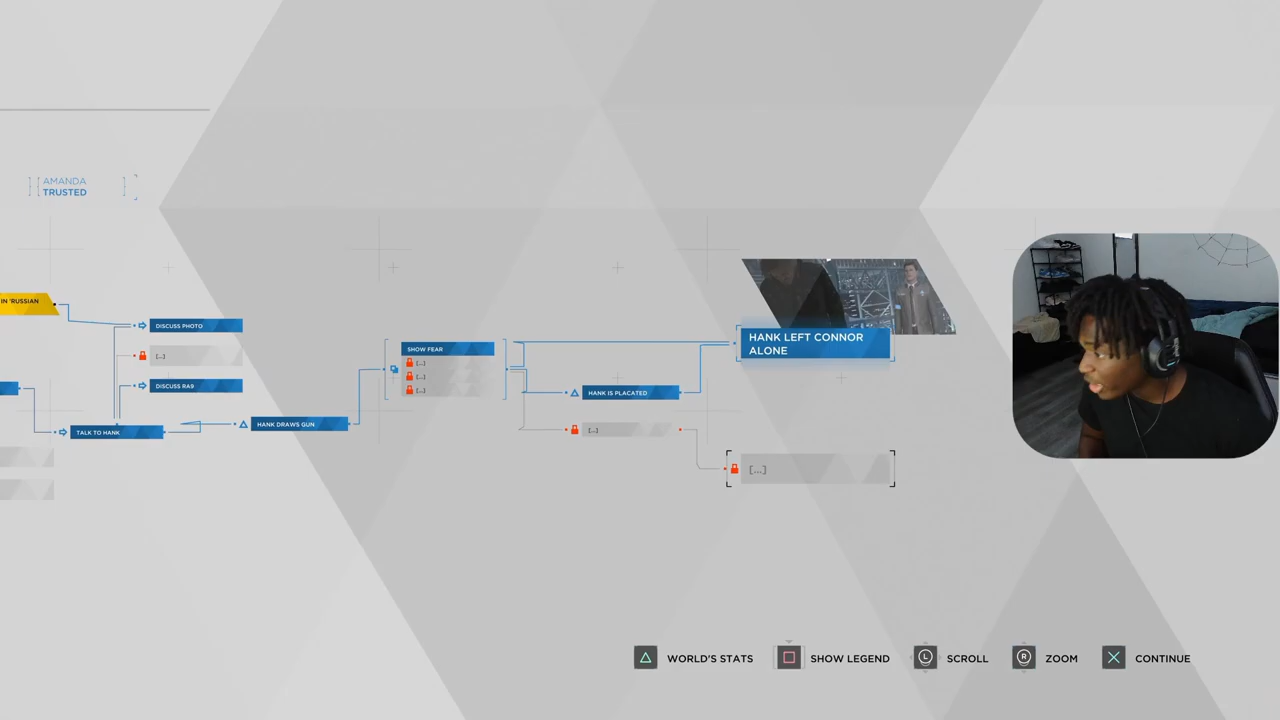 AMANDA
TRUSTED
IN 'RUSSIAN
DISCUSS PHOTO
[...]
DISCUSS RA9
TALK TO HANK
HANK DRAWS GUN
SHOW FEAR
[...]
[...]
[...]
HANK IS PLACATED
[...]
HANK LEFT CONNOR
ALONE
[...]
WORLD'S STATS
SHOW LEGEND
L
SCROLL
R
ZOOM
CONTINUE